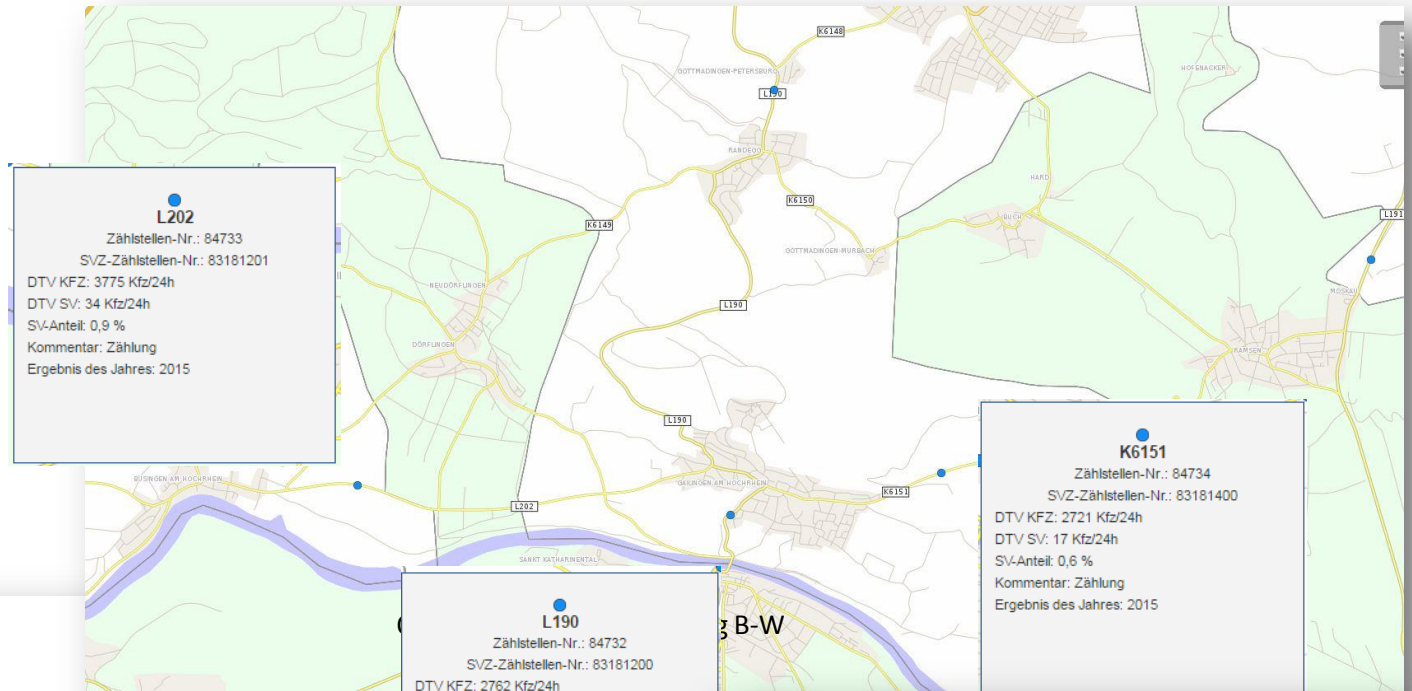 K6148
GOTTMADINGEN-PETERSBURG
HOFENACKER
L190
RANDEGG
HARD
K6150
L191
BUCH
K6149
GOTTMADINGEN-MURBACH
NEUDÖRFLINGEN
MOSKAU
L190
DÖRFLINGEN
RAMSEN
L202
Zählstellen-Nr.: 84733
SVZ-Zählstellen-Nr.: 83181201
DTV KFZ: 3775 Kfz/24h
DTV SV: 34 Kfz/24h
SV-Anteil: 0,9 %
Kommentar: Zählung
Ergebnis des Jahres: 2015
L190
BÜSINGEN AM HOCHRHEIN
GAILINGEN AM HOCHRHEIN
K6151
L202
SANKT KATHARINENTAL
K6151
Zählstellen-Nr.: 84734
SVZ-Zählstellen-Nr.: 83181400
DTV KFZ: 2721 Kfz/24h
DTV SV: 17 Kfz/24h
SV-Anteil: 0,6 %
Kommentar: Zählung
Ergebnis des Jahres: 2015
L190
Zählstellen-Nr.: 84732
SVZ-Zählstellen-Nr.: 83181200
DTV KFZ: 2762 Kfz/24h
B-W